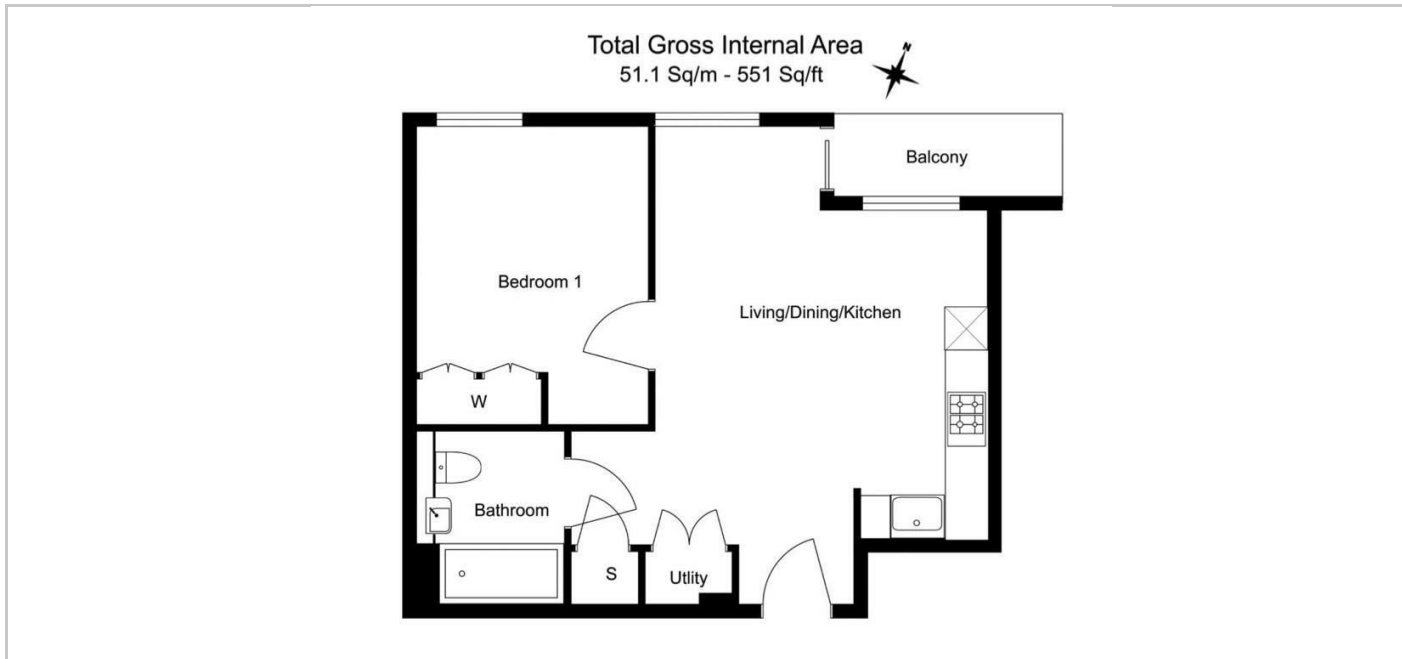 Total Gross Internal Area
51.1 Sq/m - 551 Sq/ft
N
Balcony
Bedroom 1
Living/Dining/Kitchen
W
Bathroom
S
Utlity